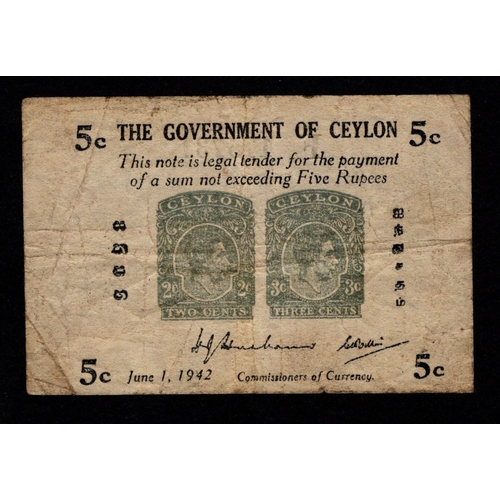 5c THE GOVERNMENT OF CEYLON 5c
This note is legal tender for the payment
of a sum not exceeding Five Rupees
CEYLON CEYLON
2c 2c 3c 3c
TWO CENTS. THREE CENTS
5c June 1, 1942 Commissioners of Currency. 5c